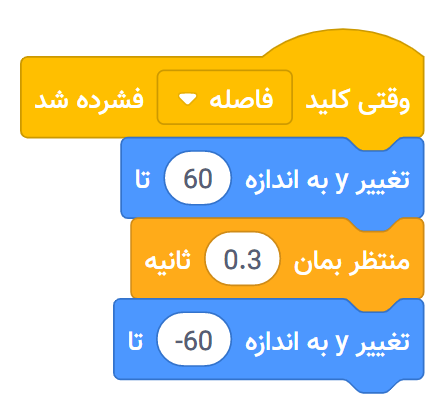 وقتی کلید فاصله فشرده شد
تغییر y به اندازه 60 تا
منتظر بمان 0.3 ثانیه
تغییر y به اندازه -60 تا